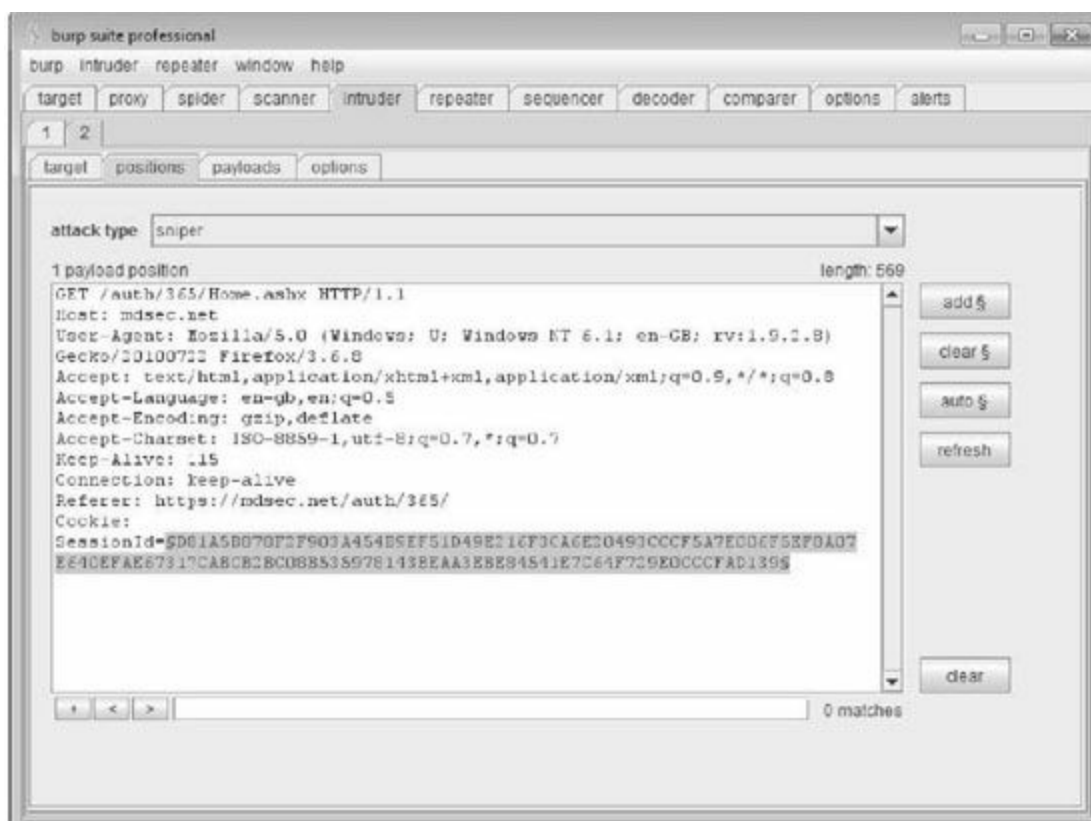 burp suite professional
burp intruder repeater window help
target proxy spider scanner intruder repeater sequencer decoder comparer options alerts
1 2
target positions payloads options
attack type sniper
1 payload position length: 569
GET /auth/365/Home.ashx HTTP/1.1
Host: mdsec.net
User-Agent: Mozilla/5.0 (Windows; U; Windows NT 6.1; en-GB; rv:1.9.2.8)
Gecko/20100722 Firefox/3.6.8
Accept: text/html,application/xhtml+xml,application/xml;q=0.9,*/*;q=0.8
Accept-Language: en-gb,en;q=0.5
Accept-Encoding: gzip,deflate
Accept-Charset: ISO-8859-1,utf-8;q=0.7,*;q=0.7
Keep-Alive: 115
Connection: keep-alive
Referer: https://mdsec.net/auth/365/
Cookie:
SessionId=
add §
clear §
auto §
refresh
clear
+ < > 0 matches